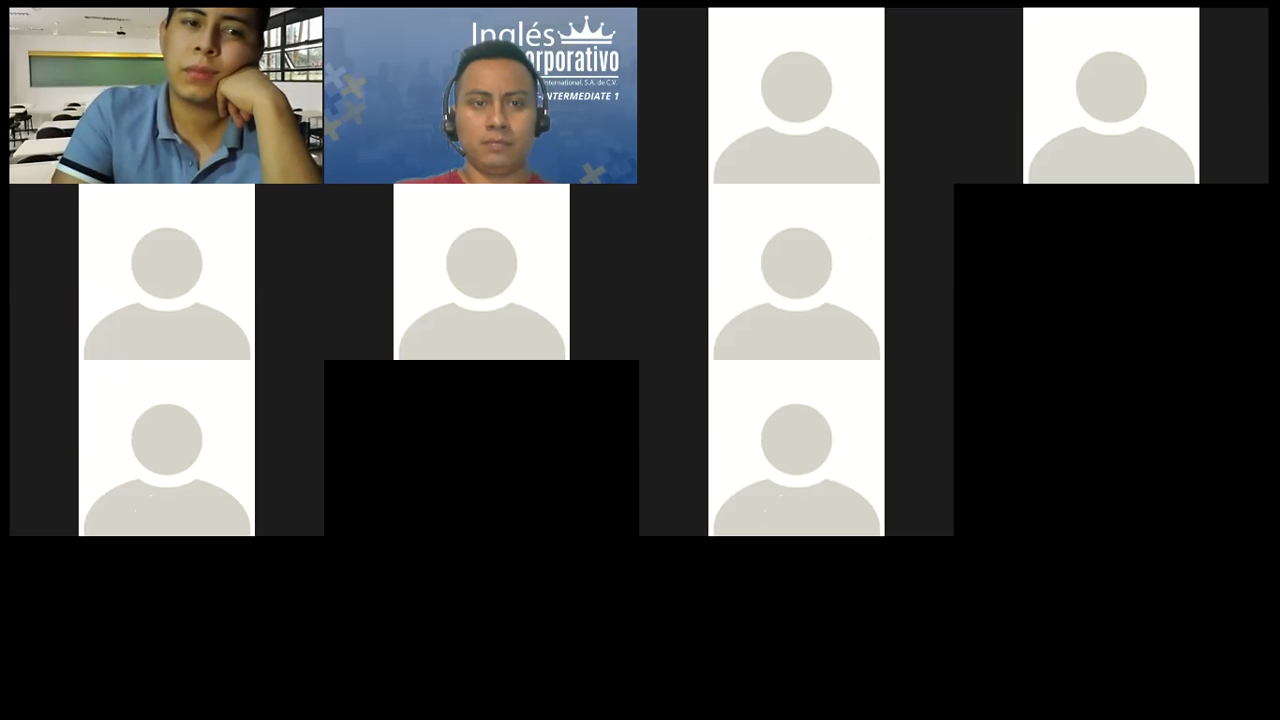 Inglés
orporativo
International, S.A. de C.V.
-INTERMEDIATE 1